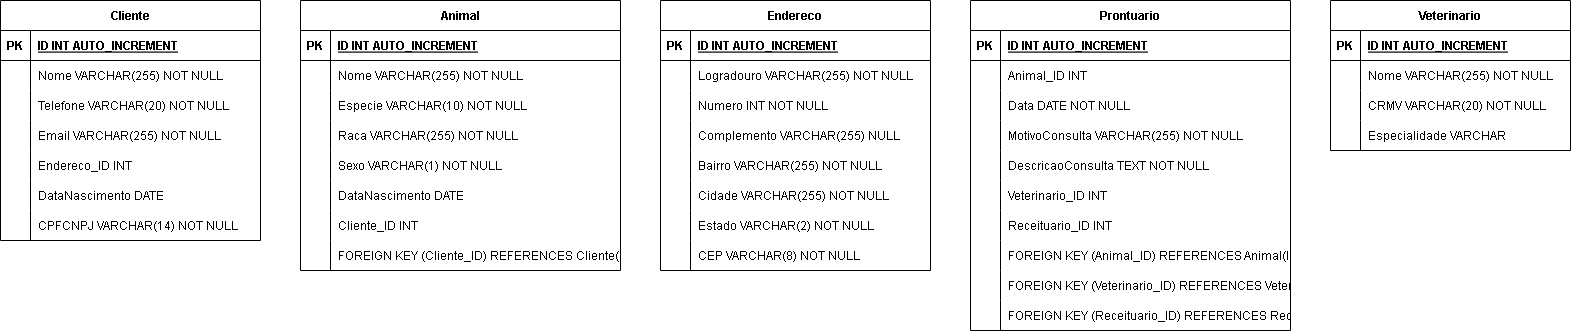 Cliente
PK ID INT AUTO_INCREMENT
Nome VARCHAR(255) NOT NULL
Telefone VARCHAR(20) NOT NULL
Email VARCHAR(255) NOT NULL
Endereco_ID INT
DataNascimento DATE
CPFCNPJ VARCHAR(14) NOT NULL
Animal
PK ID INT AUTO_INCREMENT
Nome VARCHAR(255) NOT NULL
Especie VARCHAR(10) NOT NULL
Raca VARCHAR(255) NOT NULL
Sexo VARCHAR(1) NOT NULL
DataNascimento DATE
Cliente_ID INT
FOREIGN KEY (Cliente_ID) REFERENCES Cliente(
Endereco
PK ID INT AUTO_INCREMENT
Logradouro VARCHAR(255) NOT NULL
Numero INT NOT NULL
Complemento VARCHAR(255) NULL
Bairro VARCHAR(255) NOT NULL
Cidade VARCHAR(255) NOT NULL
Estado VARCHAR(2) NOT NULL
CEP VARCHAR(8) NOT NULL
Prontuario
PK ID INT AUTO_INCREMENT
Animal_ID INT
Data DATE NOT NULL
MotivoConsulta VARCHAR(255) NOT NULL
DescricaoConsulta TEXT NOT NULL
Veterinario_ID INT
Receituario_ID INT
FOREIGN KEY (Animal_ID) REFERENCES Animal(I
FOREIGN KEY (Veterinario_ID) REFERENCES Veter
FOREIGN KEY (Receituario_ID) REFERENCES Rec
Veterinario
PK ID INT AUTO_INCREMENT
Nome VARCHAR(255) NOT NULL
CRMV VARCHAR(20) NOT NULL
Especialidade VARCHAR